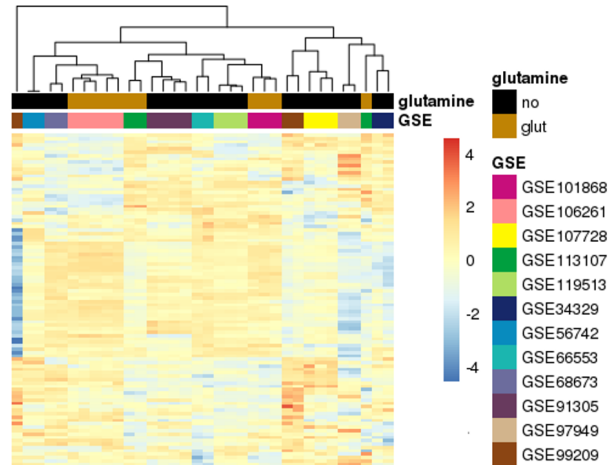 glutamine
GSE
4
2
0
-2
-4
glutamine
no
glut
GSE
GSE101868
GSE106261
GSE107728
GSE113107
GSE119513
GSE34329
GSE56742
GSE66553
GSE68673
GSE91305
GSE97949
GSE99209